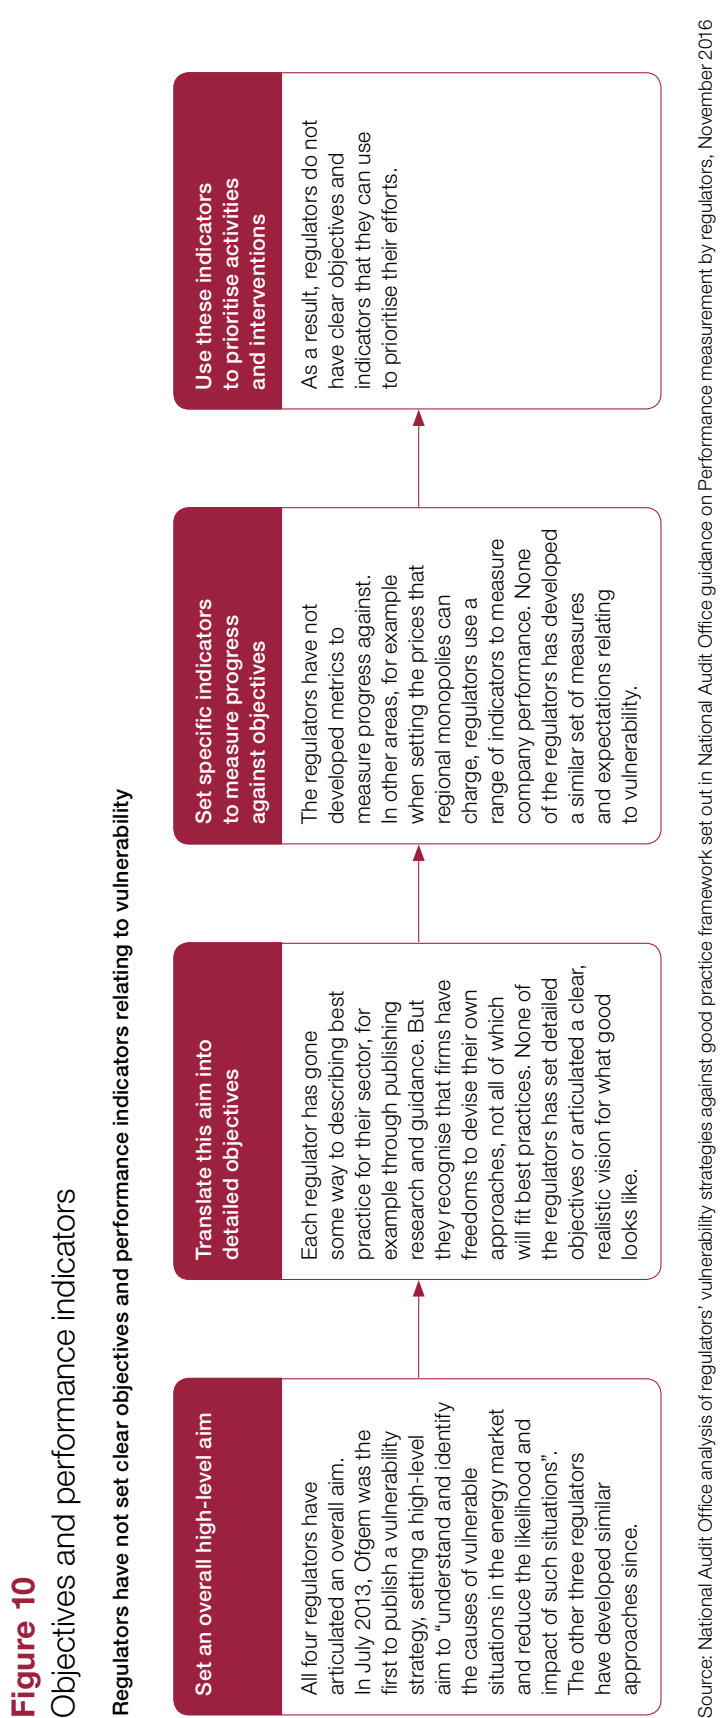 Figure 10
Objectives and performance indicators
Regulators have not set clear objectives and performance indicators relating to vulnerability
Set an overall high-level aim
All four regulators have
articulated an overall aim.
In July 2013, Ofgem was the
first to publish a vulnerability
strategy, setting a high-level
aim to “understand and identify
the causes of vulnerable
situations in the energy market
and reduce the likelihood and
impact of such situations”.
The other three regulators
have developed similar
approaches since.
Translate this aim into
detailed objectives
Each regulator has gone
some way to describing best
practice for their sector, for
example through publishing
research and guidance. But
they recognise that firms have
freedoms to devise their own
approaches, not all of which
will fit best practices. None of
the regulators has set detailed
objectives or articulated a clear,
realistic vision for what good
looks like.
Set specific indicators
to measure progress
against objectives
The regulators have not
developed metrics to
measure progress against.
In other areas, for example
when setting the prices that
regional monopolies can
charge, regulators use a
range of indicators to measure
company performance. None
of the regulators has developed
a similar set of measures
and expectations relating
to vulnerability.
Use these indicators
to prioritise activities
and interventions
As a result, regulators do not
have clear objectives and
indicators that they can use
to prioritise their efforts.
Source: National Audit Office analysis of regulators’ vulnerability strategies against good practice framework set out in National Audit Office guidance on Performance measurement by regulators, November 2016